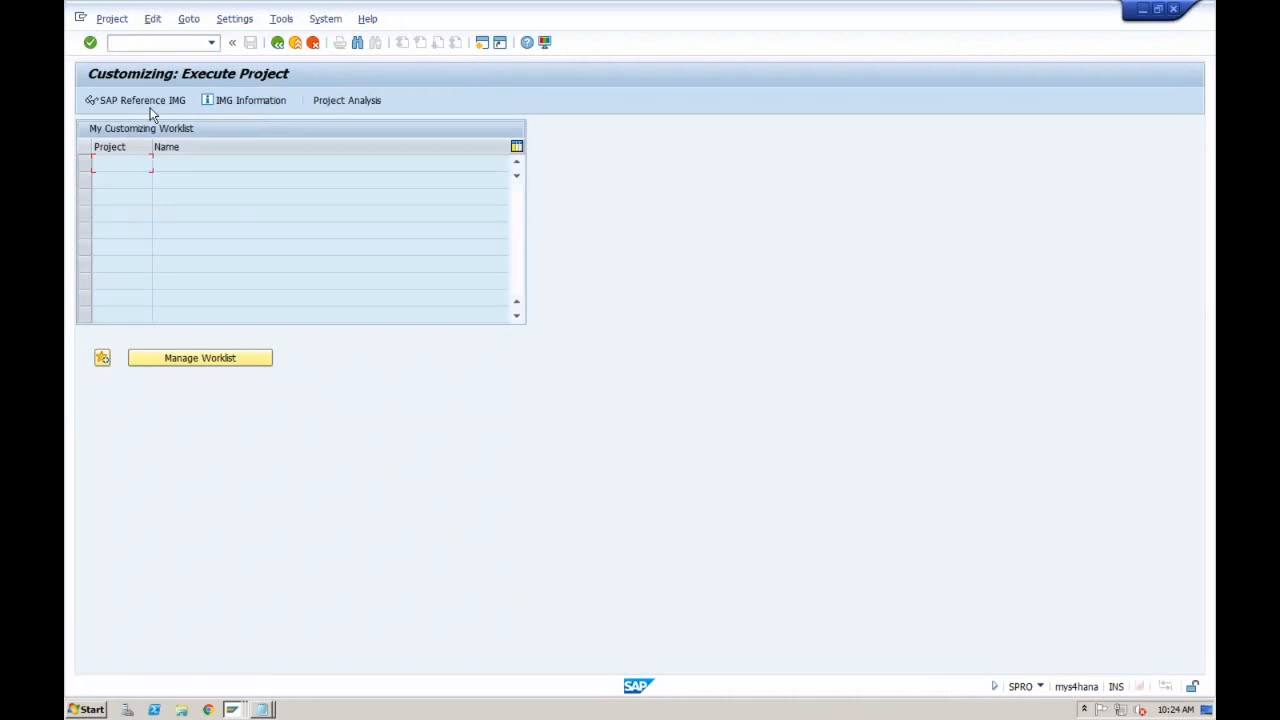 Project Edit Goto Settings Tools System Help
Customizing: Execute Project
SAP Reference IMG IMG Information Project Analysis
My Customizing Worklist
Project Name
Manage Worklist
SAP SPRO mys4hana INS
Start 10:24 AM